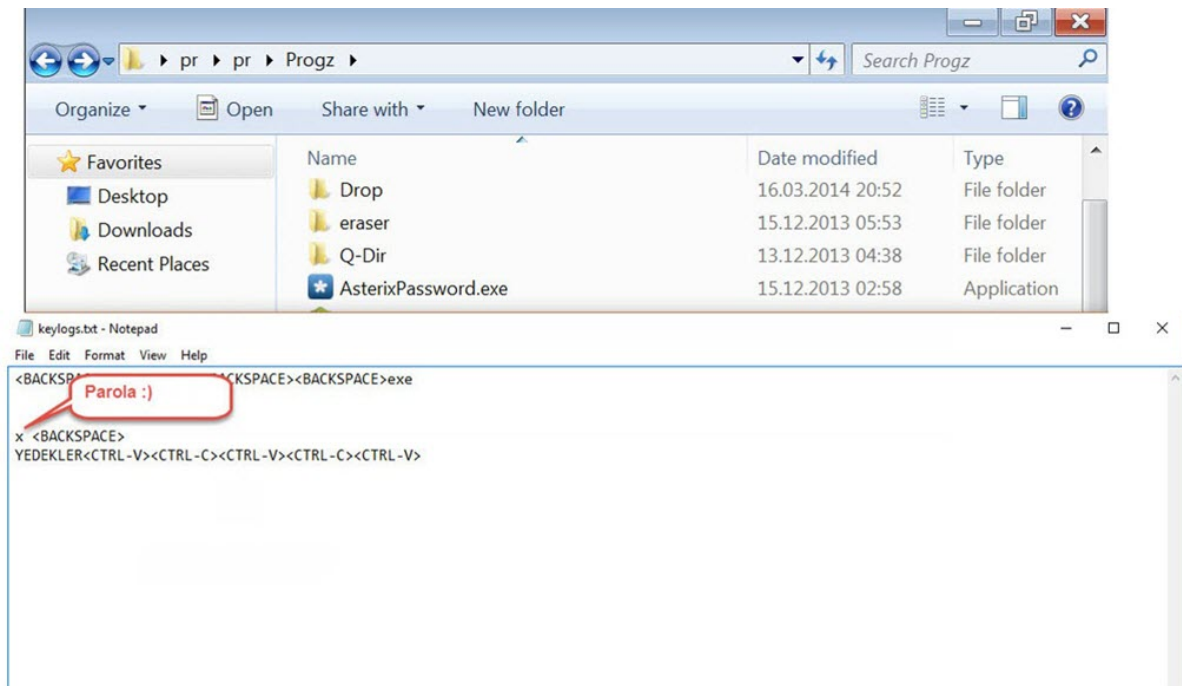 pr ▸ pr ▸ Progz ▸ Search Progz
Organize Open Share with New folder
Favorites Name Date modified Type
Desktop Drop 16.03.2014 20:52 File folder
Downloads eraser 15.12.2013 05:53 File folder
Recent Places Q-Dir 13.12.2013 04:38 File folder
AsterixPassword.exe 15.12.2013 02:58 Application
keylogs.txt - Notepad
File Edit Format View Help
<BACKSPACE><BACKSPACE>exe
Parola :)
x <BACKSPACE>
YEDEKLER<CTRL-V><CTRL-C><CTRL-V><CTRL-C><CTRL-V>